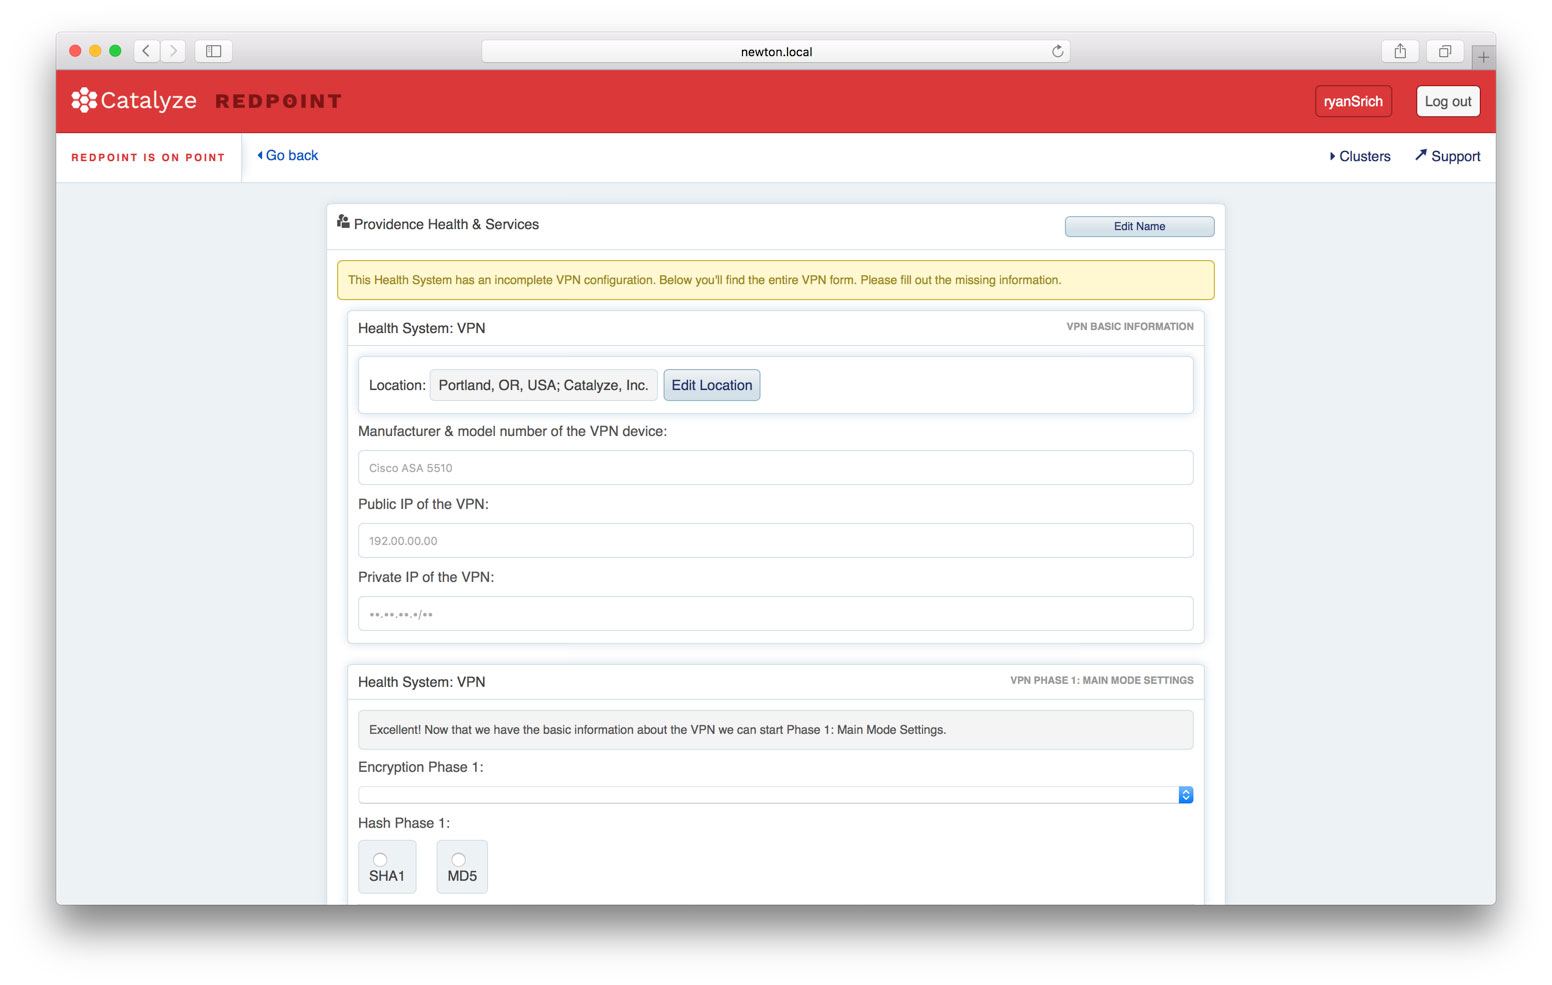 newton.local
Catalyze REDPOINT
ryanSrich
Log out
REDPOINT IS ON POINT
Go back
Clusters
Support
Providence Health & Services
Edit Name
This Health System has an incomplete VPN configuration. Below you'll find the entire VPN form. Please fill out the missing information.
Health System: VPN
VPN BASIC INFORMATION
Location: Portland, OR, USA; Catalyze, Inc. Edit Location
Manufacturer & model number of the VPN device:
Cisco ASA 5510
Public IP of the VPN:
192.00.00.00
Private IP of the VPN:
••.••.••.•/••
Health System: VPN
VPN PHASE 1: MAIN MODE SETTINGS
Excellent! Now that we have the basic information about the VPN we can start Phase 1: Main Mode Settings.
Encryption Phase 1:
Hash Phase 1:
SHA1
MD5